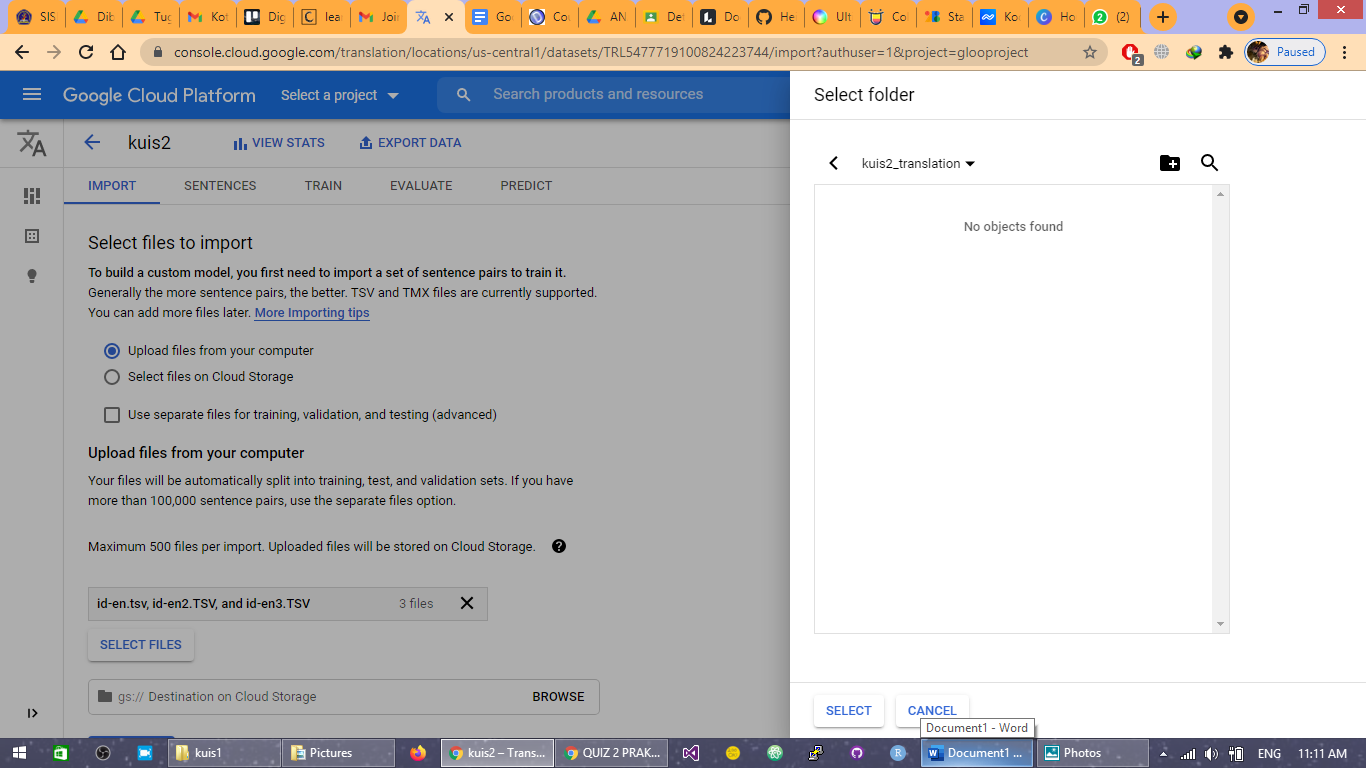 SIS
Dib
Tug
Kot
Dig
lear
Join
Go
Cou
AN
Det
Do
He
Ult
Col
Sta
Ko
Ho
(2)
console.cloud.google.com/translation/locations/us-central1/datasets/TRL5477719100824223744/import?authuser=1&project=glooproject
2
Paused
Google Cloud Platform
Select a project
Search products and resources
kuis2
VIEW STATS
EXPORT DATA
IMPORT
SENTENCES
TRAIN
EVALUATE
PREDICT
Select files to import
To build a custom model, you first need to import a set of sentence pairs to train it.
Generally the more sentence pairs, the better. TSV and TMX files are currently supported.
You can add more files later. More Importing tips
Upload files from your computer
Select files on Cloud Storage
Use separate files for training, validation, and testing (advanced)
Upload files from your computer
Your files will be automatically split into training, test, and validation sets. If you have
more than 100,000 sentence pairs, use the separate files option.
Maximum 500 files per import. Uploaded files will be stored on Cloud Storage.
id-en.tsv, id-en2.TSV, and id-en3.TSV
3 files
SELECT FILES
gs:// Destination on Cloud Storage
BROWSE
Select folder
kuis2_translation
No objects found
SELECT
CANCEL
Document1 - Word
kuis1
Pictures
kuis2 – Trans...
QUIZ 2 PRAK...
Document1 ...
Photos
ENG
11:11 AM